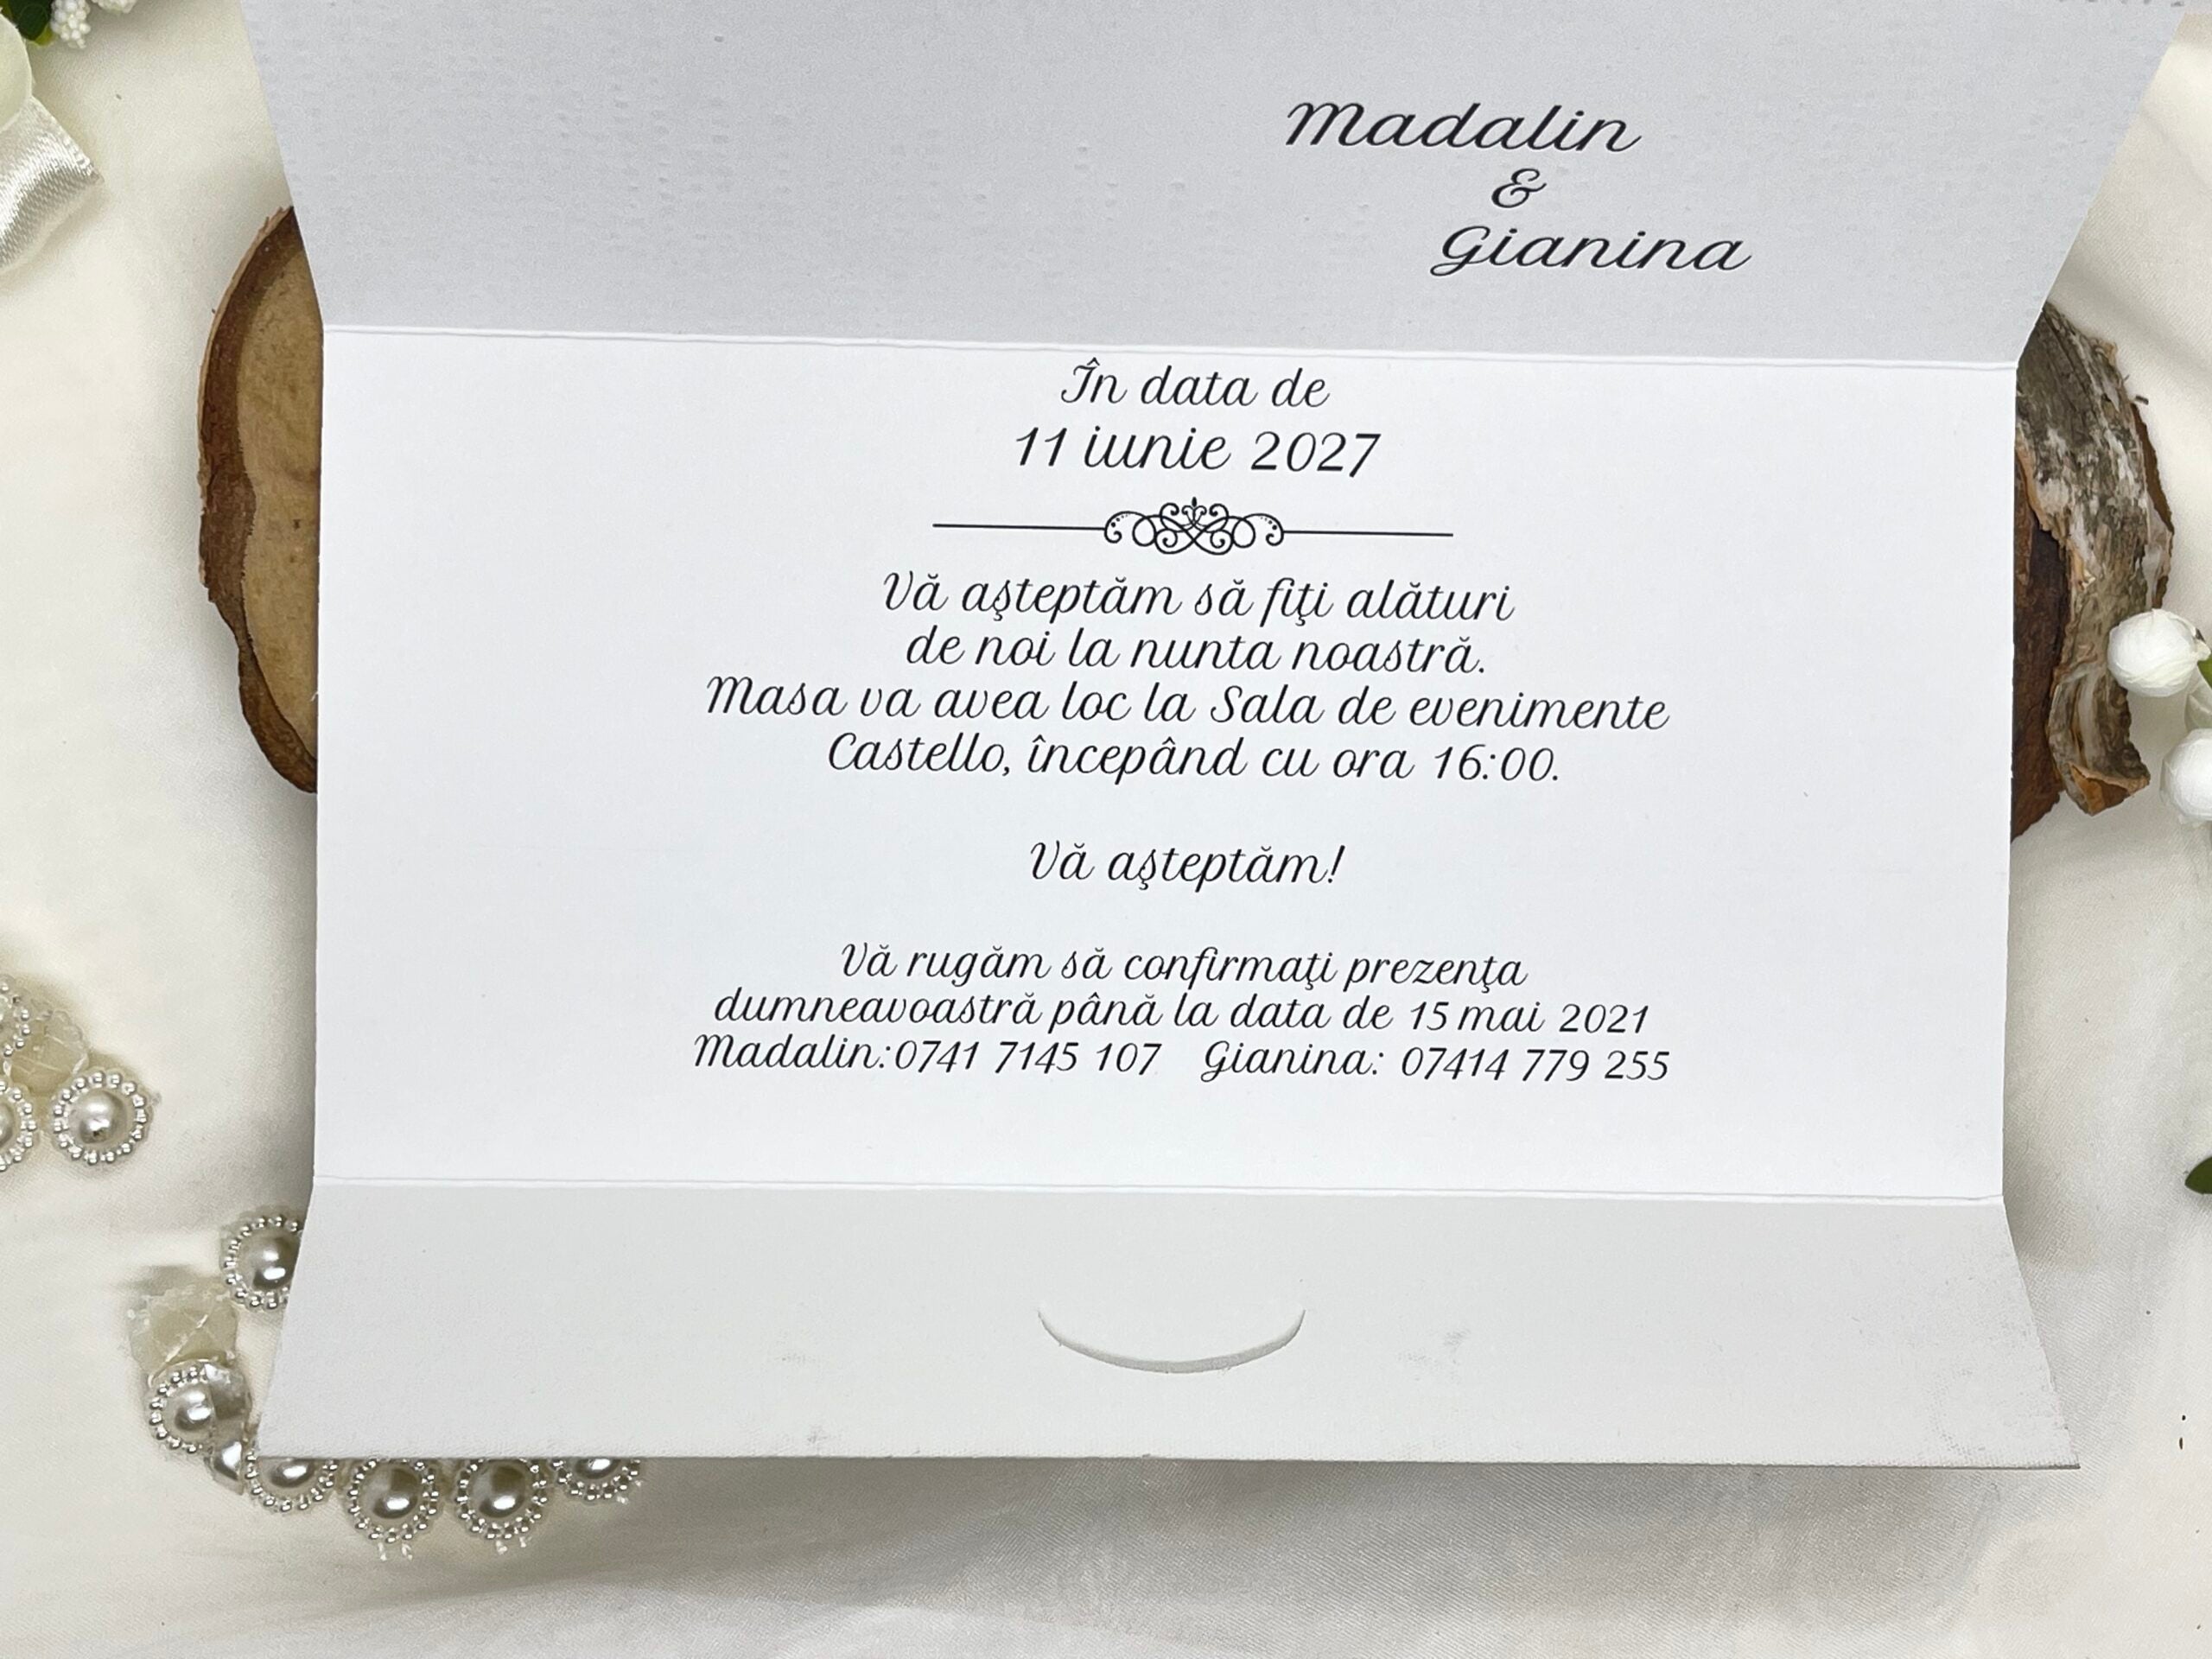 Madalin
&
Gianina
În data de
11 iunie 2027
Vă aşteptăm să fiţi alături
de noi la nunta noastră.
Masa va avea loc la Sala de evenimente
Castello, începând cu ora 16:00.
Vă aşteptăm!
Vă rugăm să confirmaţi prezenţa
dumneavoastră până la data de 15 mai 2021
Madalin:0741 7145 107 Gianina: 07414 779 255